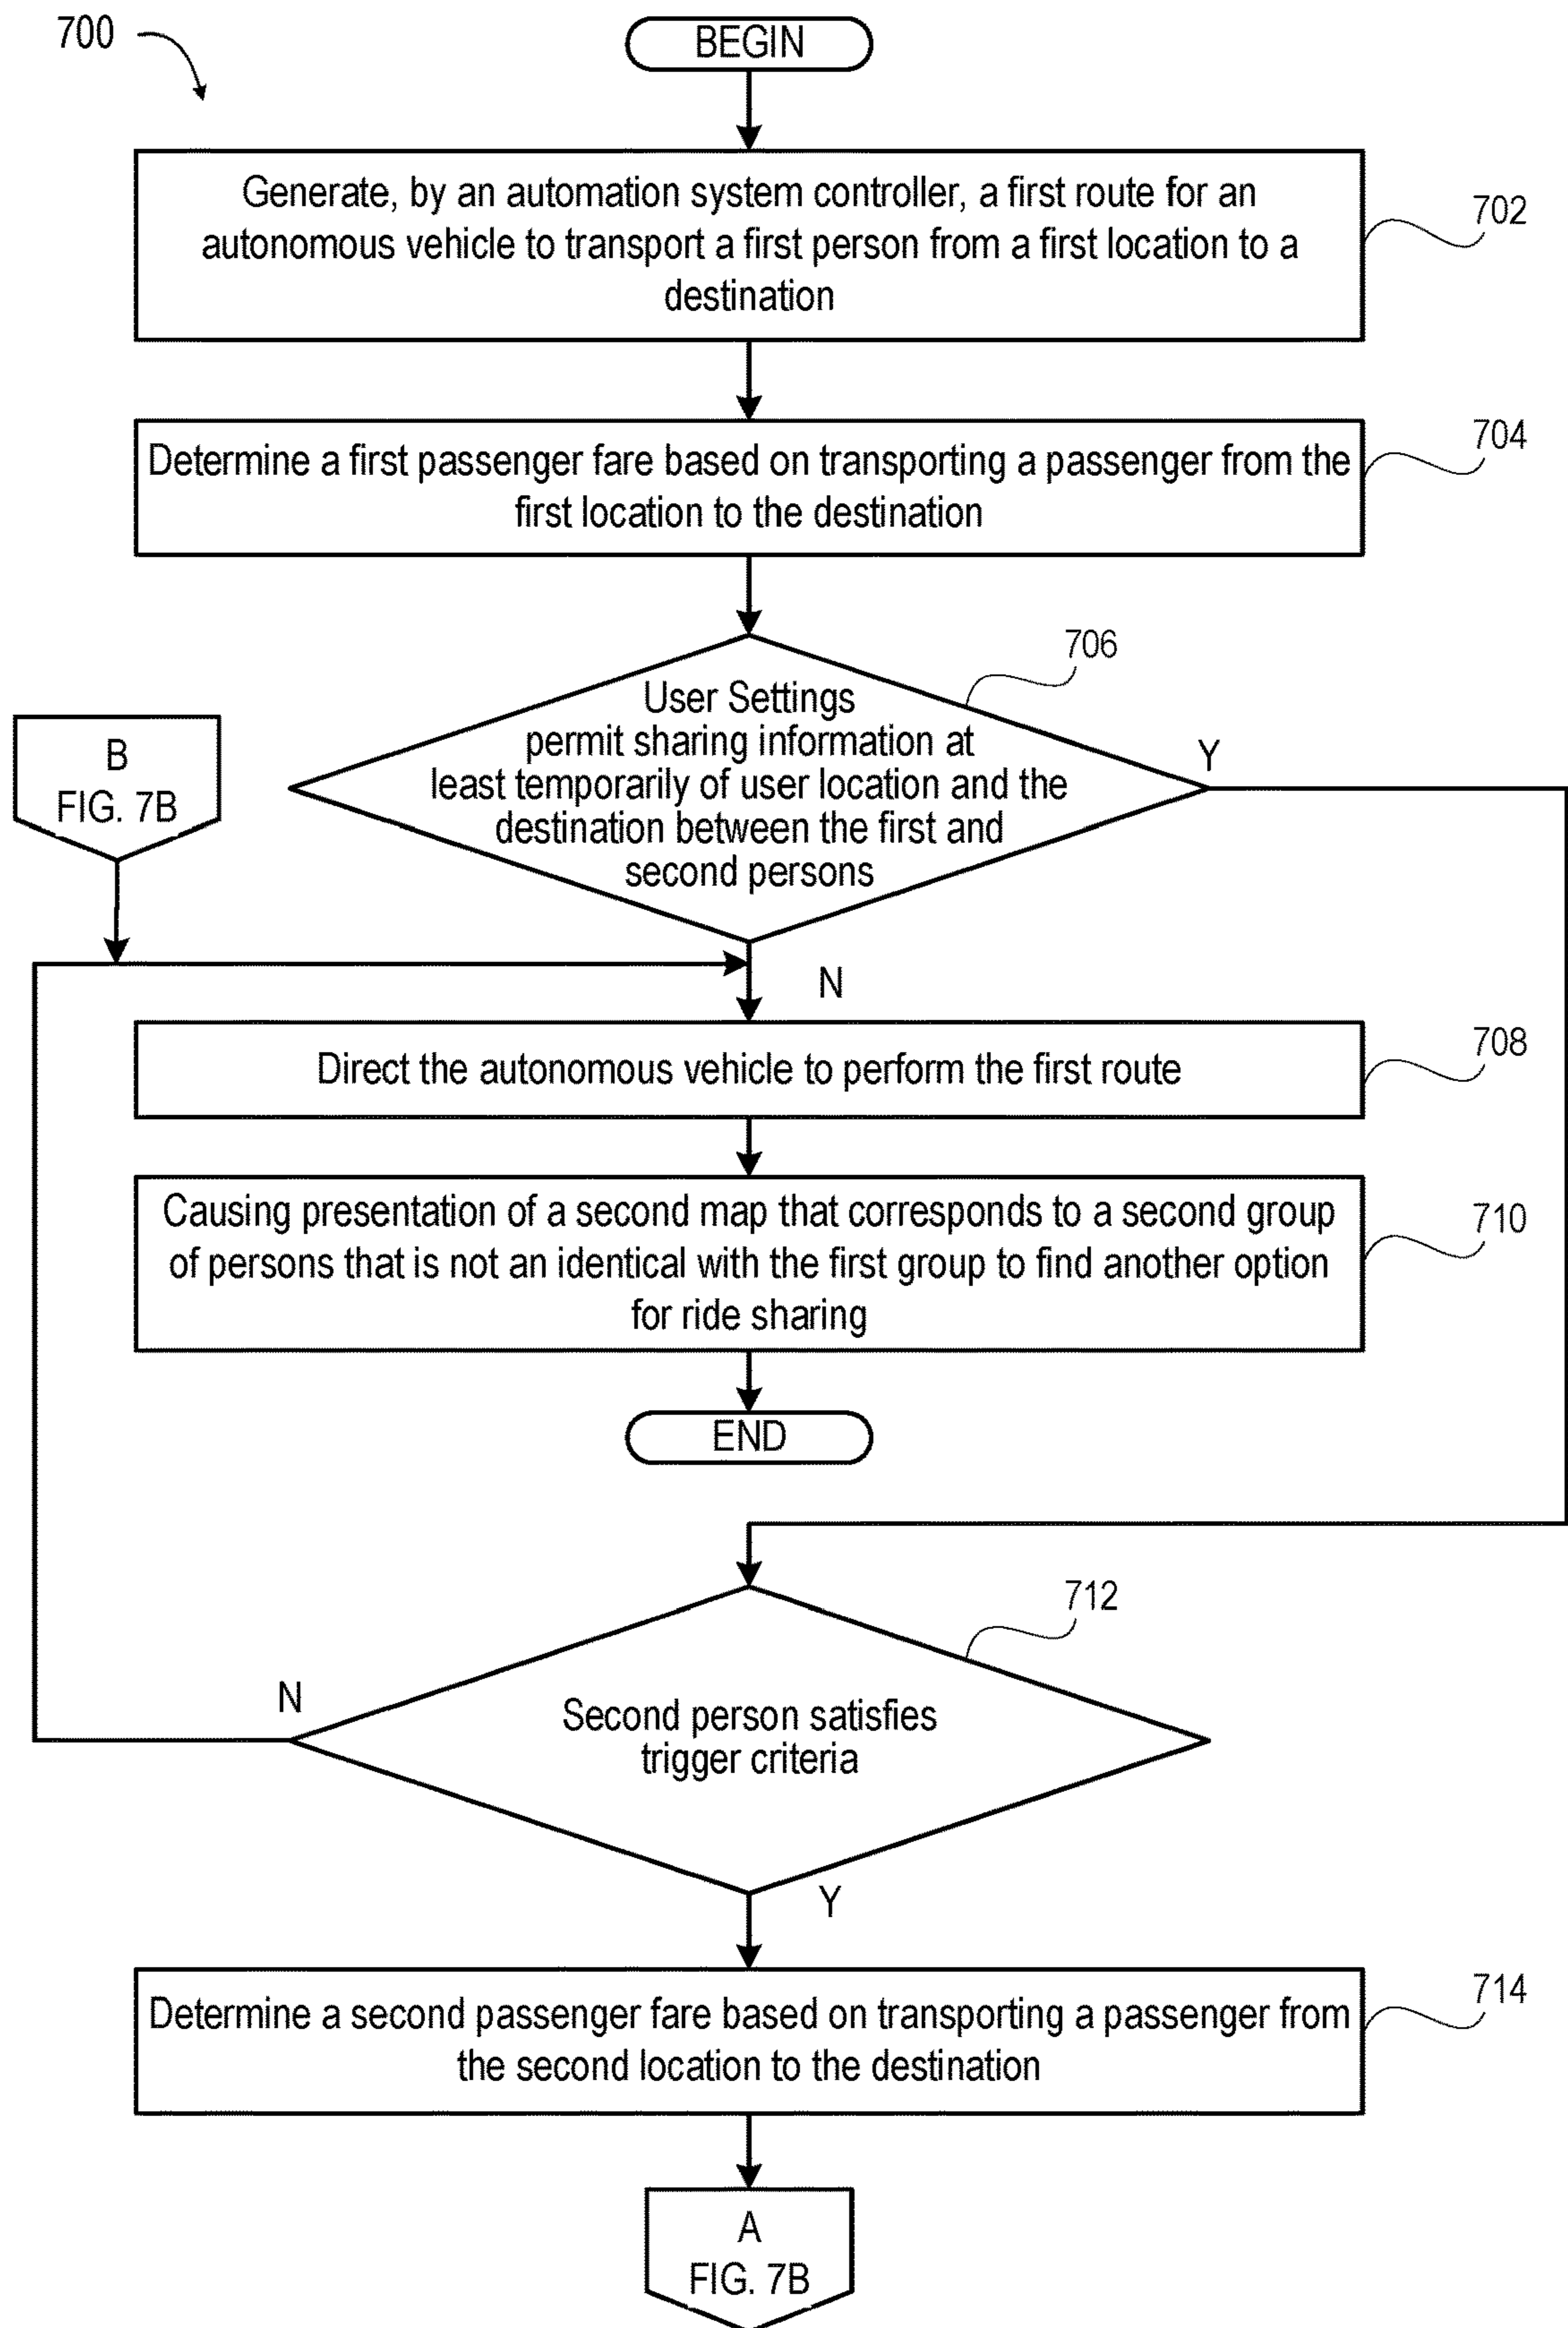 700
BEGIN
Generate, by an automation system controller, a first route for an
autonomous vehicle to transport a first person from a first location to a
destination
702
Determine a first passenger fare based on transporting a passenger from the
first location to the destination
704
User Settings
permit sharing information at
least temporarily of user location and the
destination between the first and
second persons
706
Y
B
FIG. 7B
N
Direct the autonomous vehicle to perform the first route
708
Causing presentation of a second map that corresponds to a second group
of persons that is not an identical with the first group to find another option
for ride sharing
710
END
712
N
Second person satisfies
trigger criteria
Y
Determine a second passenger fare based on transporting a passenger from
the second location to the destination
714
A
FIG. 7B